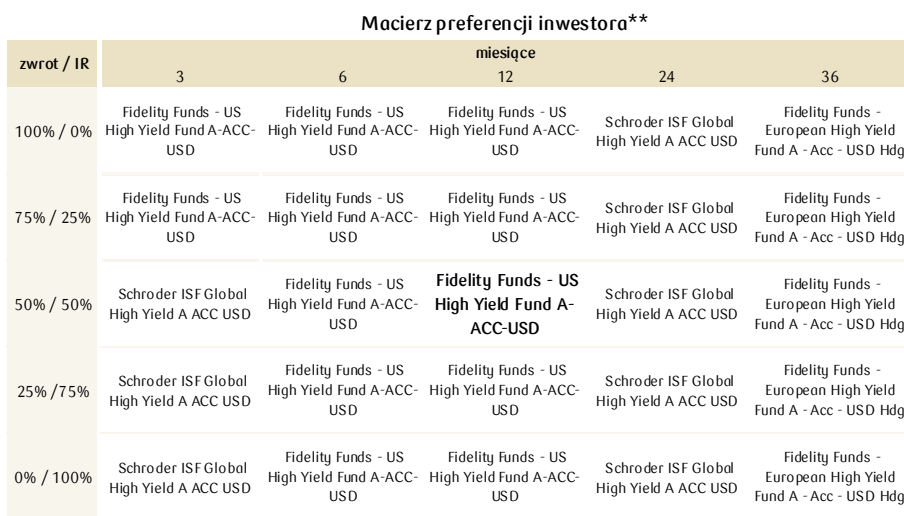 Macierz preferencji inwestora**
zwrot / IR
miesiące
3 6 12 24 36
100% / 0%
Fidelity Funds - US
High Yield Fund A-ACC-
USD
Fidelity Funds - US
High Yield Fund A-ACC-
USD
Fidelity Funds - US
High Yield Fund A-ACC-
USD
Schroder ISF Global
High Yield A ACC USD
Fidelity Funds -
European High Yield
Fund A - Acc - USD Hdg
75% / 25%
Fidelity Funds - US
High Yield Fund A-ACC-
USD
Fidelity Funds - US
High Yield Fund A-ACC-
USD
Fidelity Funds - US
High Yield Fund A-ACC-
USD
Schroder ISF Global
High Yield A ACC USD
Fidelity Funds -
European High Yield
Fund A - Acc - USD Hdg
50% / 50%
Schroder ISF Global
High Yield A ACC USD
Fidelity Funds - US
High Yield Fund A-ACC-
USD
Fidelity Funds - US
High Yield Fund A-
ACC-USD
Schroder ISF Global
High Yield A ACC USD
Fidelity Funds -
European High Yield
Fund A - Acc - USD Hdg
25% /75%
Schroder ISF Global
High Yield A ACC USD
Fidelity Funds - US
High Yield Fund A-ACC-
USD
Fidelity Funds - US
High Yield Fund A-ACC-
USD
Schroder ISF Global
High Yield A ACC USD
Fidelity Funds -
European High Yield
Fund A - Acc - USD Hdg
0% / 100%
Schroder ISF Global
High Yield A ACC USD
Fidelity Funds - US
High Yield Fund A-ACC-
USD
Fidelity Funds - US
High Yield Fund A-ACC-
USD
Schroder ISF Global
High Yield A ACC USD
Fidelity Funds -
European High Yield
Fund A - Acc - USD Hdg